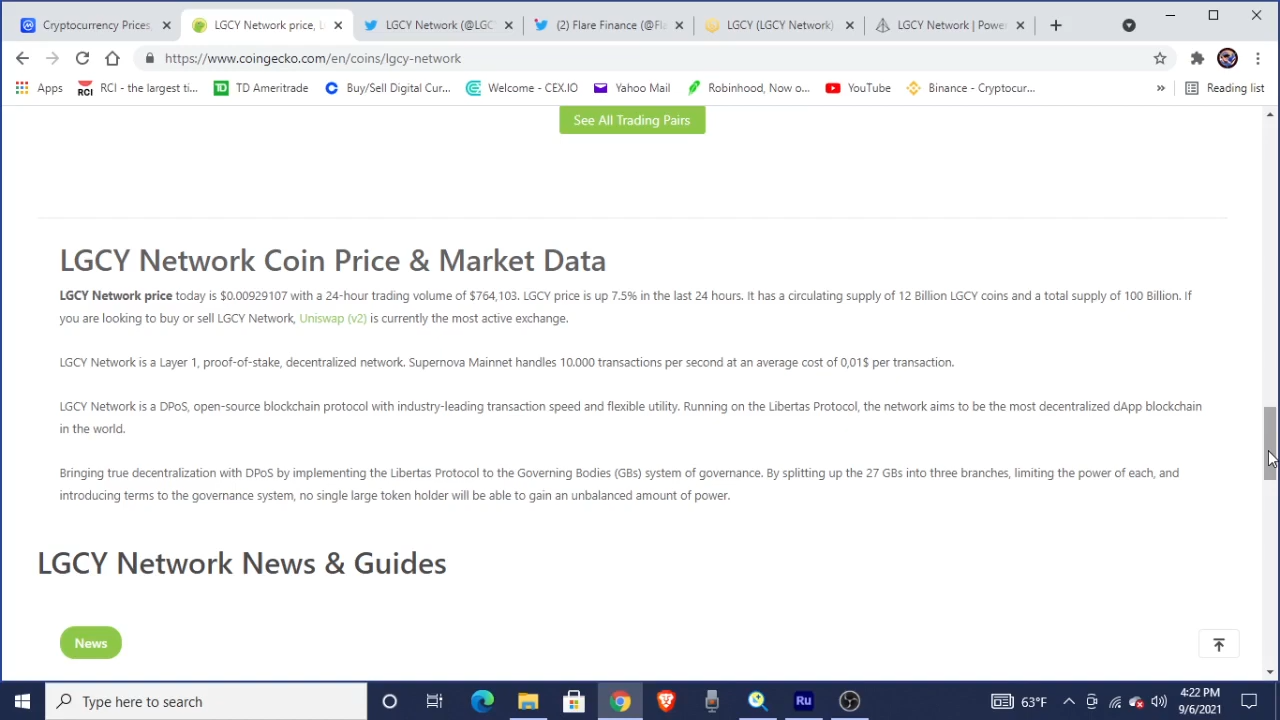 Cryptocurrency Prices
LGCY Network price, L
LGCY Network (@LGC
(2) Flare Finance (@Fla
LGCY (LGCY Network)
LGCY Network | Power
https://www.coingecko.com/en/coins/lgcy-network
Apps
RCI
RCI - the largest ti...
TD
TD Ameritrade
Buy/Sell Digital Cur...
Welcome - CEX.IO
Yahoo Mail
Robinhood, Now o...
YouTube
Binance - Cryptocur...
»
Reading list
See All Trading Pairs
LGCY Network Coin Price & Market Data
LGCY Network price today is $0.00929107 with a 24-hour trading volume of $764,103. LGCY price is up 7.5% in the last 24 hours. It has a circulating supply of 12 Billion LGCY coins and a total supply of 100 Billion. If
you are looking to buy or sell LGCY Network, Uniswap (v2) is currently the most active exchange.
LGCY Network is a Layer 1, proof-of-stake, decentralized network. Supernova Mainnet handles 10.000 transactions per second at an average cost of 0,01$ per transaction.
LGCY Network is a DPoS, open-source blockchain protocol with industry-leading transaction speed and flexible utility. Running on the Libertas Protocol, the network aims to be the most decentralized dApp blockchain
in the world.
Bringing true decentralization with DPoS by implementing the Libertas Protocol to the Governing Bodies (GBs) system of governance. By splitting up the 27 GBs into three branches, limiting the power of each, and
introducing terms to the governance system, no single large token holder will be able to gain an unbalanced amount of power.
LGCY Network News & Guides
News
Type here to search
Ru
63°F
4:22 PM
9/6/2021